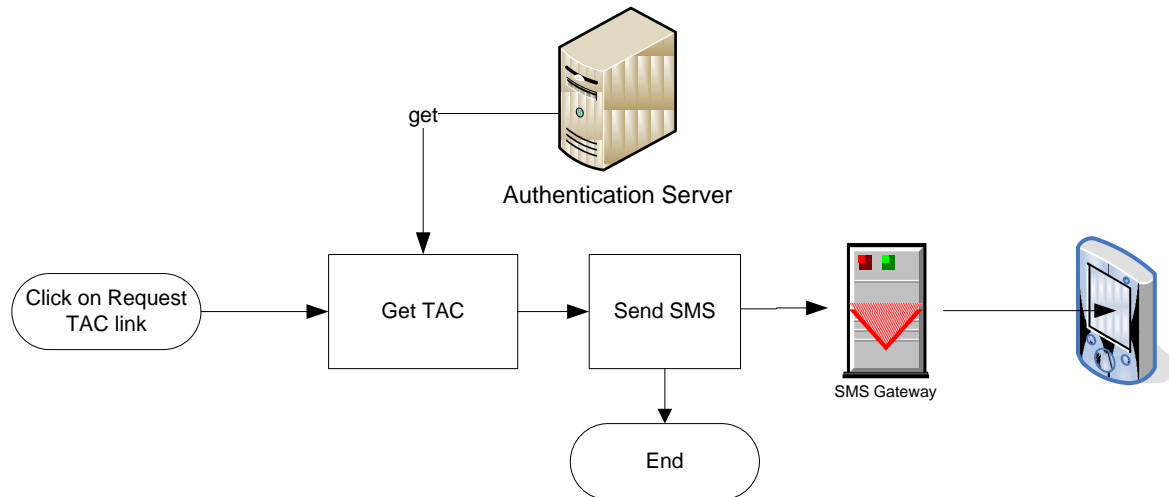 get
Authentication Server
Click on Request
TAC link
Get TAC
Send SMS
SMS Gateway
End